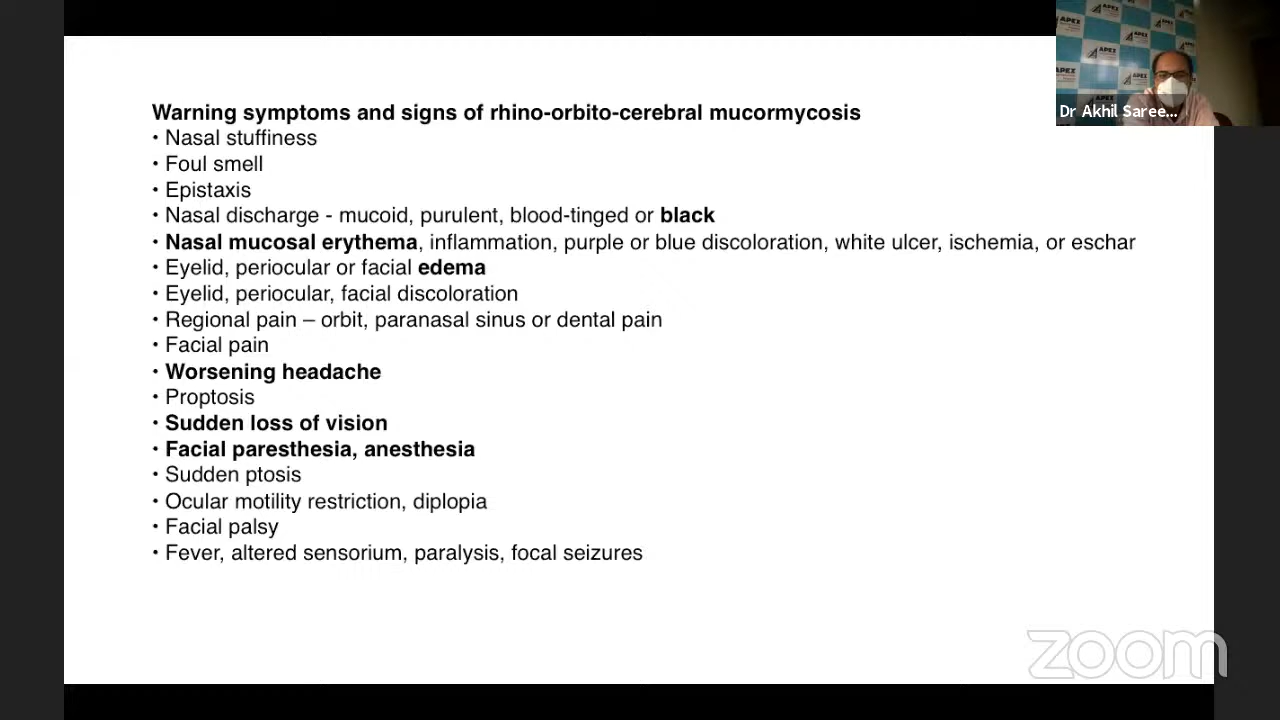 Warning symptoms and signs of rhino-orbito-cerebral mucormycosis
• Nasal stuffiness
• Foul smell
• Epistaxis
• Nasal discharge - mucoid, purulent, blood-tinged or black
• Nasal mucosal erythema, inflammation, purple or blue discoloration, white ulcer, ischemia, or eschar
• Eyelid, periocular or facial edema
• Eyelid, periocular, facial discoloration
• Regional pain – orbit, paranasal sinus or dental pain
• Facial pain
• Worsening headache
• Proptosis
• Sudden loss of vision
• Facial paresthesia, anesthesia
• Sudden ptosis
• Ocular motility restriction, diplopia
• Facial palsy
• Fever, altered sensorium, paralysis, focal seizures
APEX
APEX
APEX
APEX
Dr Akhil Saree...
zoom